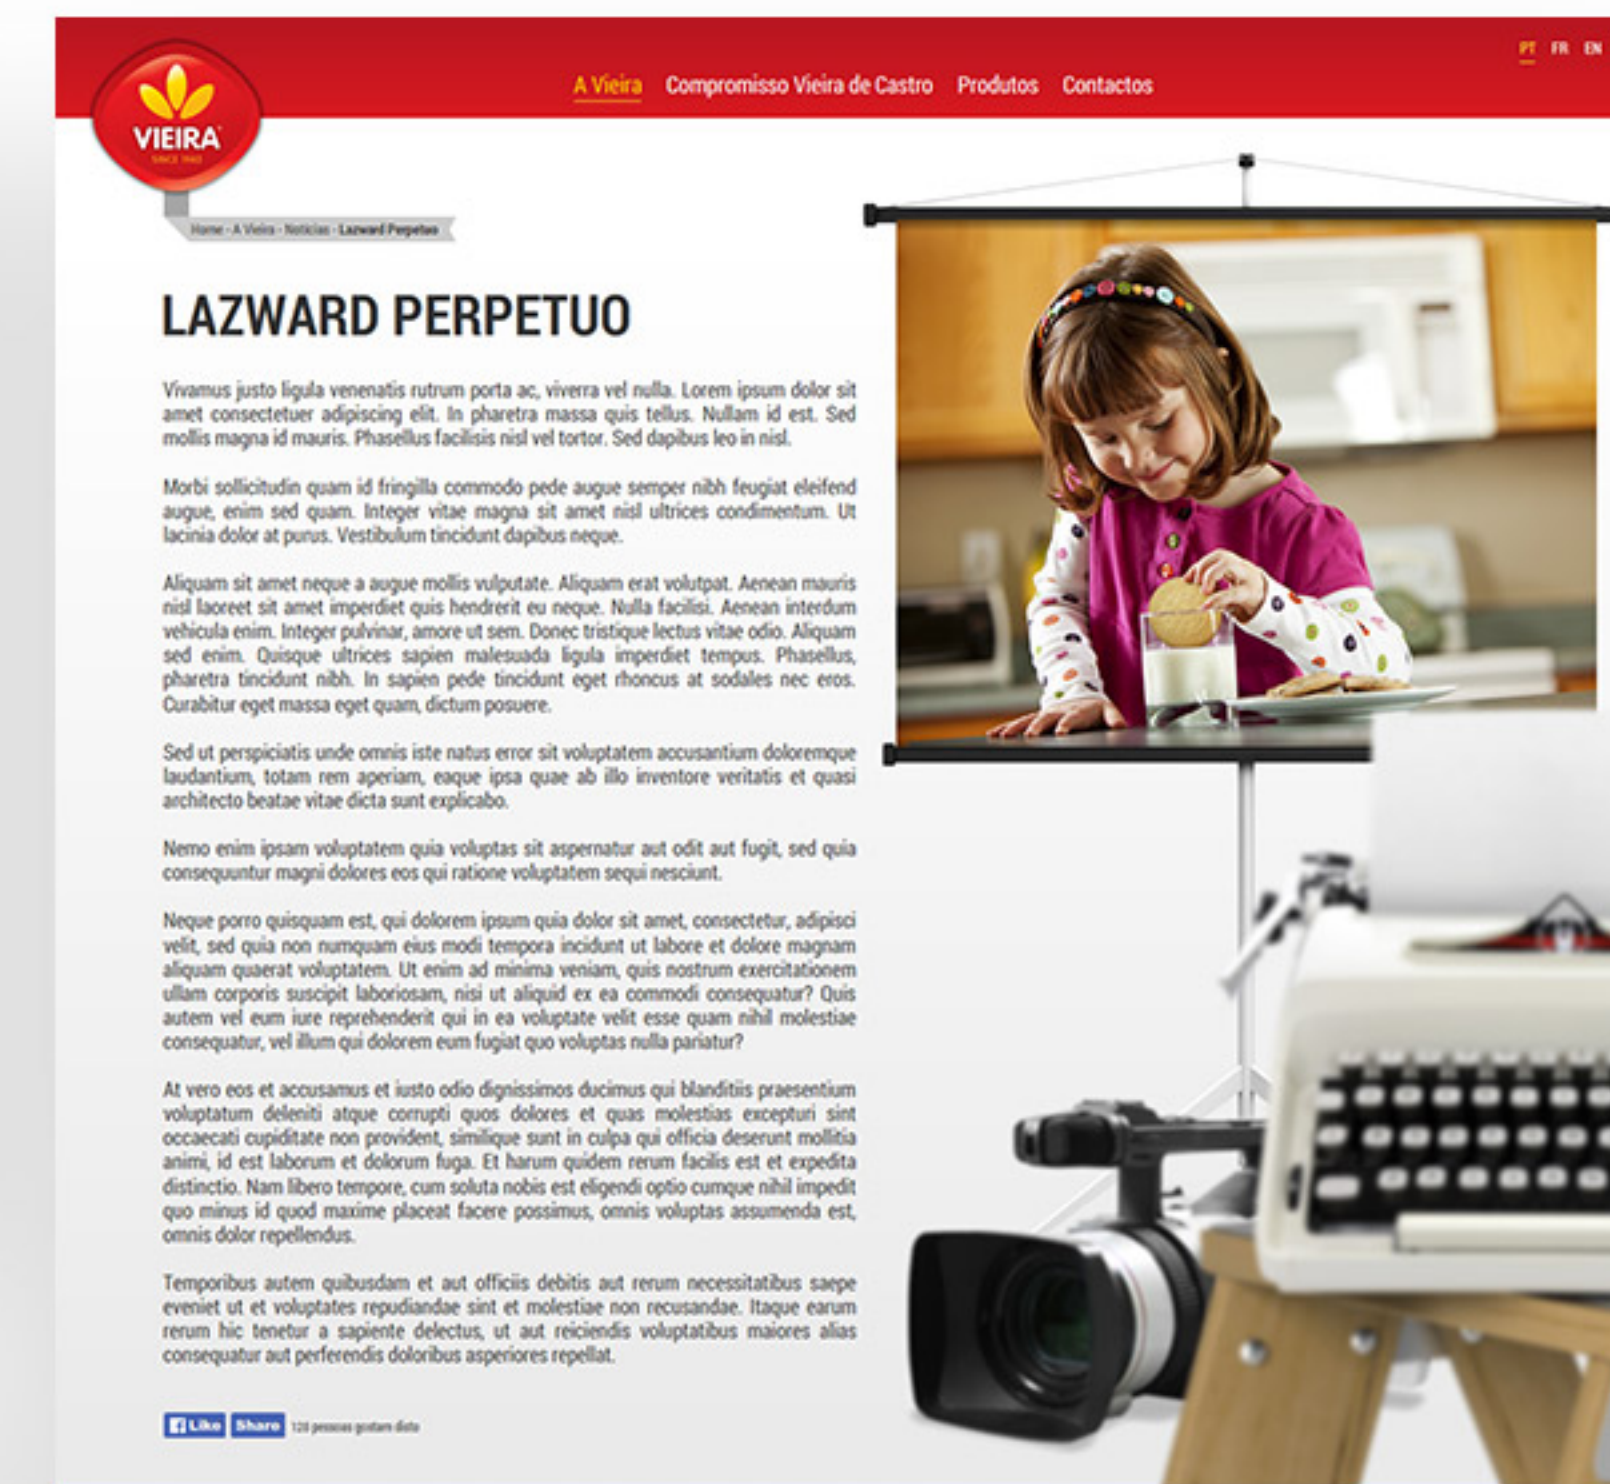 PT FR EN
A Vieira Compromisso Vieira de Castro Produtos Contactos
VIEIRA
SINCE 1943
Home - A Vieira - Notícias - Lazward Perpetuo
LAZWARD PERPETUO
Vivamus justo ligula venenatis rutrum porta ac, viverra vel nulla. Lorem ipsum dolor sit
amet consectetuer adipiscing elit. In pharetra massa quis tellus. Nullam id est. Sed
mollis magna id mauris. Phasellus facilisis nisl vel tortor. Sed dapibus leo in nisl.
Morbi sollicitudin quam id fringilla commodo pede augue semper nibh feugiat eleifend
augue, enim sed quam. Integer vitae magna sit amet nisl ultrices condimentum. Ut
lacinia dolor at purus. Vestibulum tincidunt dapibus neque.
Aliquam sit amet neque a augue mollis vulputate. Aliquam erat volutpat. Aenean mauris
nisl laoreet sit amet imperdiet quis hendrerit eu neque. Nulla facilisi. Aenean interdum
vehicula enim. Integer pulvinar, amore ut sem. Donec tristique lectus vitae odio. Aliquam
sed enim. Quisque ultrices sapien malesuada ligula imperdiet tempus. Phasellus,
pharetra tincidunt nibh. In sapien pede tincidunt eget rhoncus at sodales nec eros.
Curabitur eget massa eget quam, dictum posuere.
Sed ut perspiciatis unde omnis iste natus error sit voluptatem accusantium doloremque
laudantium, totam rem aperiam, eaque ipsa quae ab illo inventore veritatis et quasi
architecto beatae vitae dicta sunt explicabo.
Nemo enim ipsam voluptatem quia voluptas sit aspernatur aut odit aut fugit, sed quia
consequuntur magni dolores eos qui ratione voluptatem sequi nesciunt.
Neque porro quisquam est, qui dolorem ipsum quia dolor sit amet, consectetur, adipisci
velit, sed quia non numquam eius modi tempora incidunt ut labore et dolore magnam
aliquam quaerat voluptatem. Ut enim ad minima veniam, quis nostrum exercitationem
ullam corporis suscipit laboriosam, nisi ut aliquid ex ea commodi consequatur? Quis
autem vel eum iure reprehenderit qui in ea voluptate velit esse quam nihil molestiae
consequatur, vel illum qui dolorem eum fugiat quo voluptas nulla pariatur?
At vero eos et accusamus et iusto odio dignissimos ducimus qui blanditiis praesentium
voluptatum deleniti atque corrupti quos dolores et quas molestias excepturi sint
occaecati cupiditate non provident, similique sunt in culpa qui officia deserunt mollitia
animi, id est laborum et dolorum fuga. Et harum quidem rerum facilis est et expedita
distinctio. Nam libero tempore, cum soluta nobis est eligendi optio cumque nihil impedit
quo minus id quod maxime placeat facere possimus, omnis voluptas assumenda est,
omnis dolor repellendus.
Temporibus autem quibusdam et aut officiis debitis aut rerum necessitatibus saepe
eveniet ut et voluptates repudiandae sint et molestiae non recusandae. Itaque earum
rerum hic tenetur a sapiente delectus, ut aut reiciendis voluptatibus maiores alias
consequatur aut perferendis doloribus asperiores repellat.
Like Share 128 pessoas gostam disto